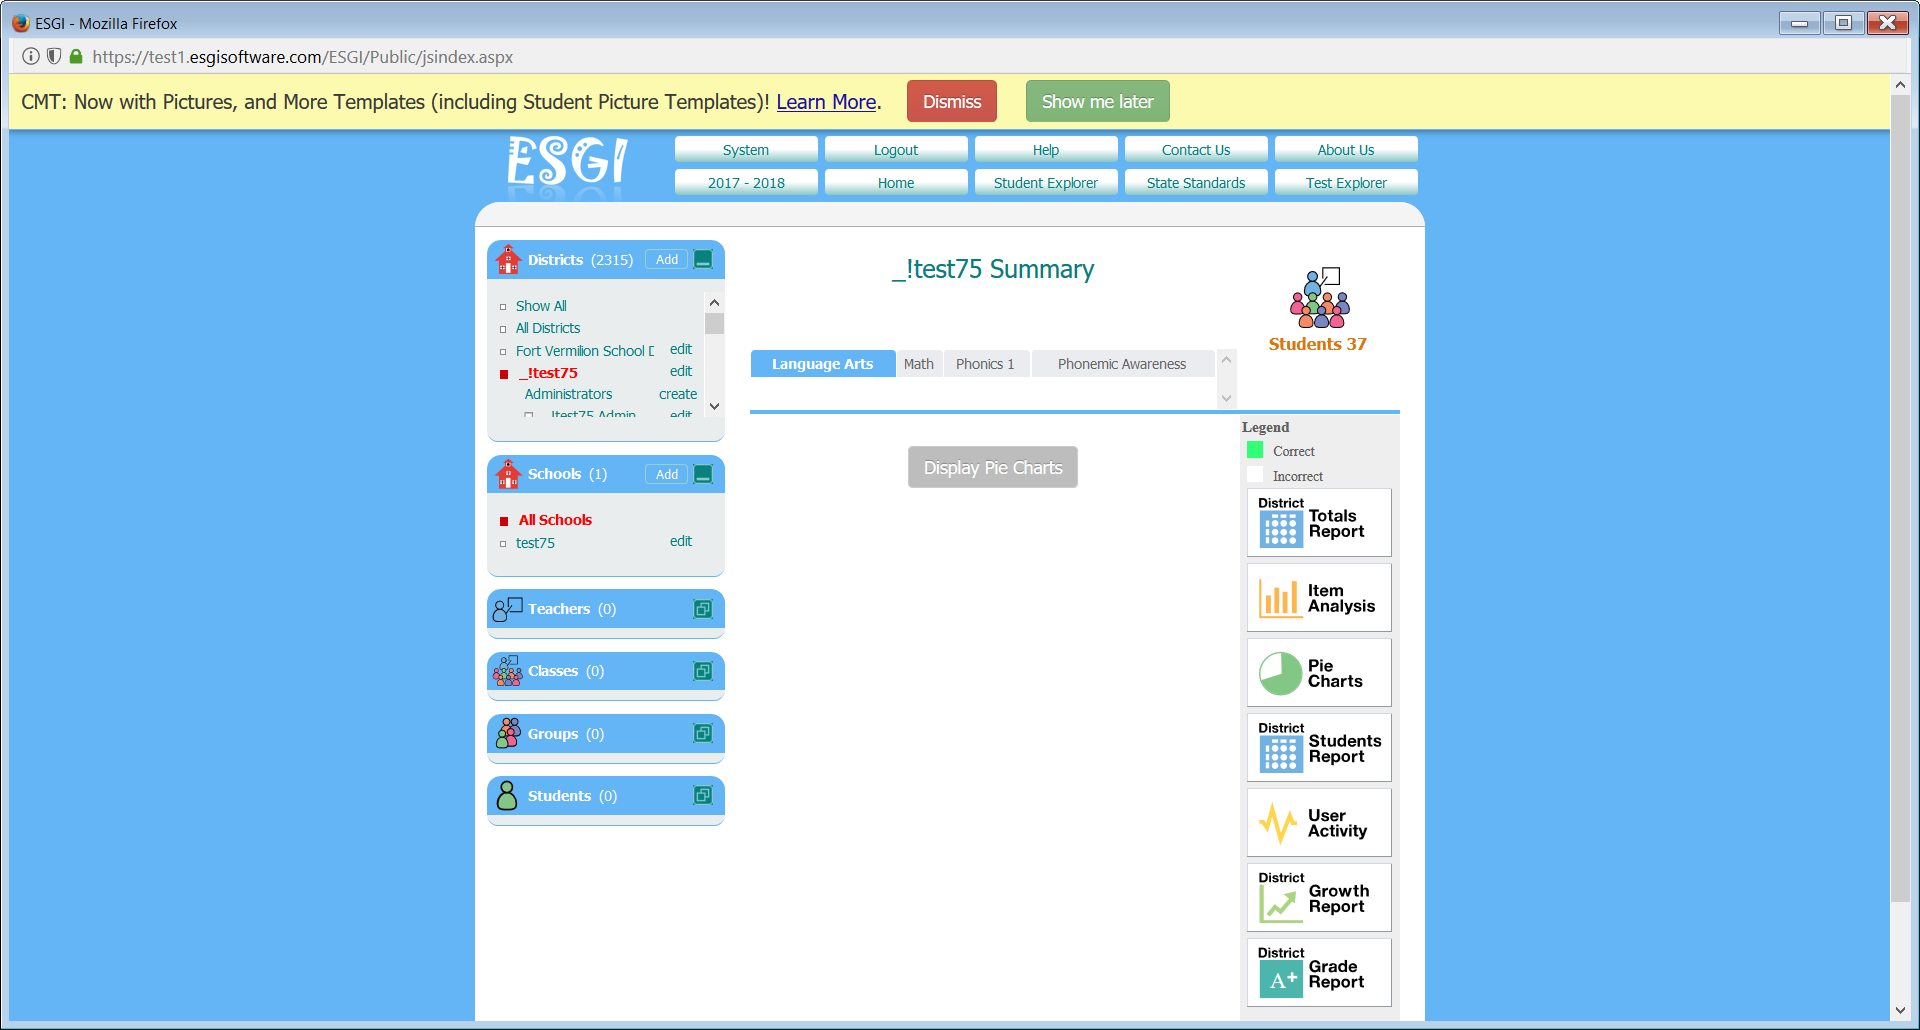 ESGI - Mozilla Firefox
https://test1.esgisoftware.com/ESGI/Public/jsindex.aspx
CMT: Now with Pictures, and More Templates (including Student Picture Templates)! Learn More.
Dismiss
Show me later
ESGI
System
Logout
Help
Contact Us
About Us
2017 - 2018
Home
Student Explorer
State Standards
Test Explorer
Districts (2315)
Add
Show All
All Districts
Fort Vermilion School D
edit
_!test75
edit
Administrators
create
!test75 Admin
edit
Schools (1)
Add
All Schools
test75
edit
Teachers (0)
Classes (0)
Groups (0)
Students (0)
_!test75 Summary
Students 37
Language Arts
Math
Phonics 1
Phonemic Awareness
Display Pie Charts
Legend
Correct
Incorrect
District
Totals
Report
Item
Analysis
Pie
Charts
District
Students
Report
User
Activity
District
Growth
Report
District
A+
Grade
Report